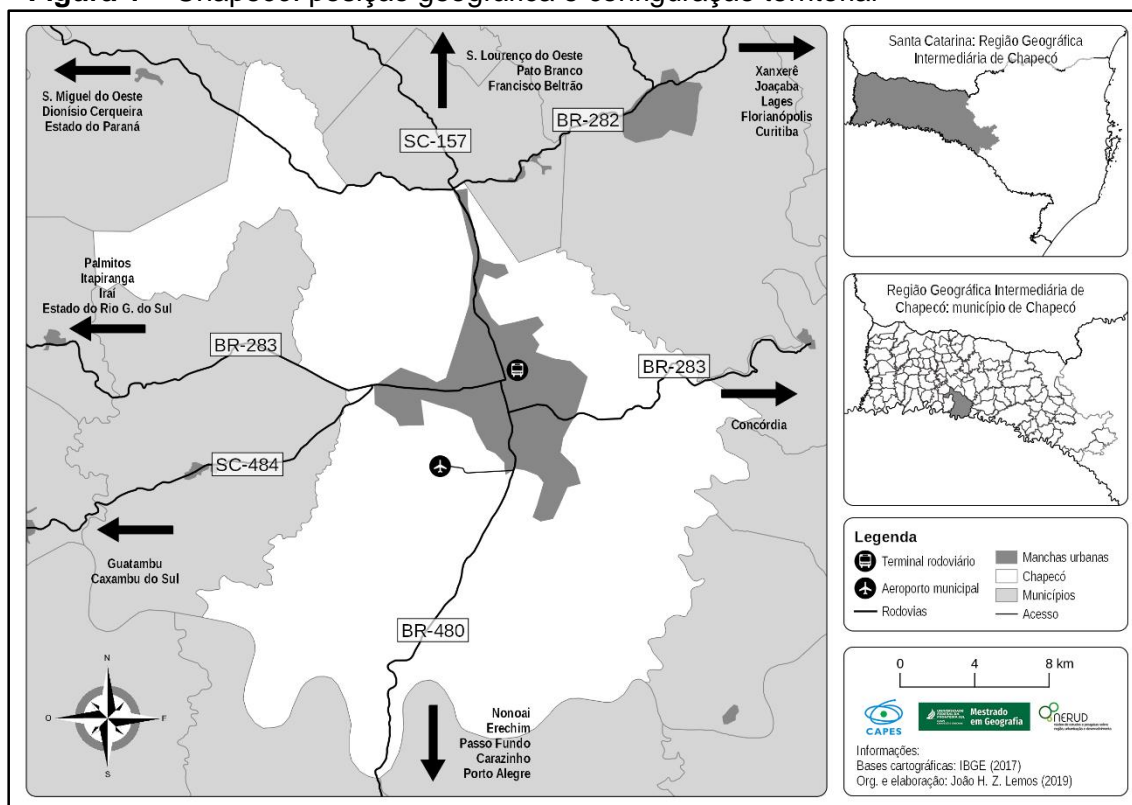 Figura 1 – Chapecó: posição geográfica e configuração territorial
S. Miguel do Oeste
Dionísio Cerqueira
Estado do Paraná
S. Lourenço do Oeste
Pato Branco
Francisco Beltrão
Xanxerê
Joaçaba
Lages
Florianópolis
Curitiba
SC-157
BR-282
Palmitos
Itapiranga
Iraí
Estado do Rio G. do Sul
BR-283
BR-283
Concórdia
SC-484
Guatambu
Caxambu do Sul
BR-480
Nonoai
Erechim
Passo Fundo
Carazinho
Porto Alegre
N
O
S
Santa Catarina: Região Geográfica
Intermediária de Chapecó
Região Geográfica Intermediária de
Chapecó: município de Chapecó
Legenda
Terminal rodoviário
Aeroporto municipal
Rodovias
Manchas urbanas
Chapecó
Municípios
Acesso
0 4 8 km
CAPES
Mestrado
em Geografia
NERUD
Informações:
Bases cartográficas: IBGE (2017)
Org. e elaboração: João H. Z. Lemos (2019)